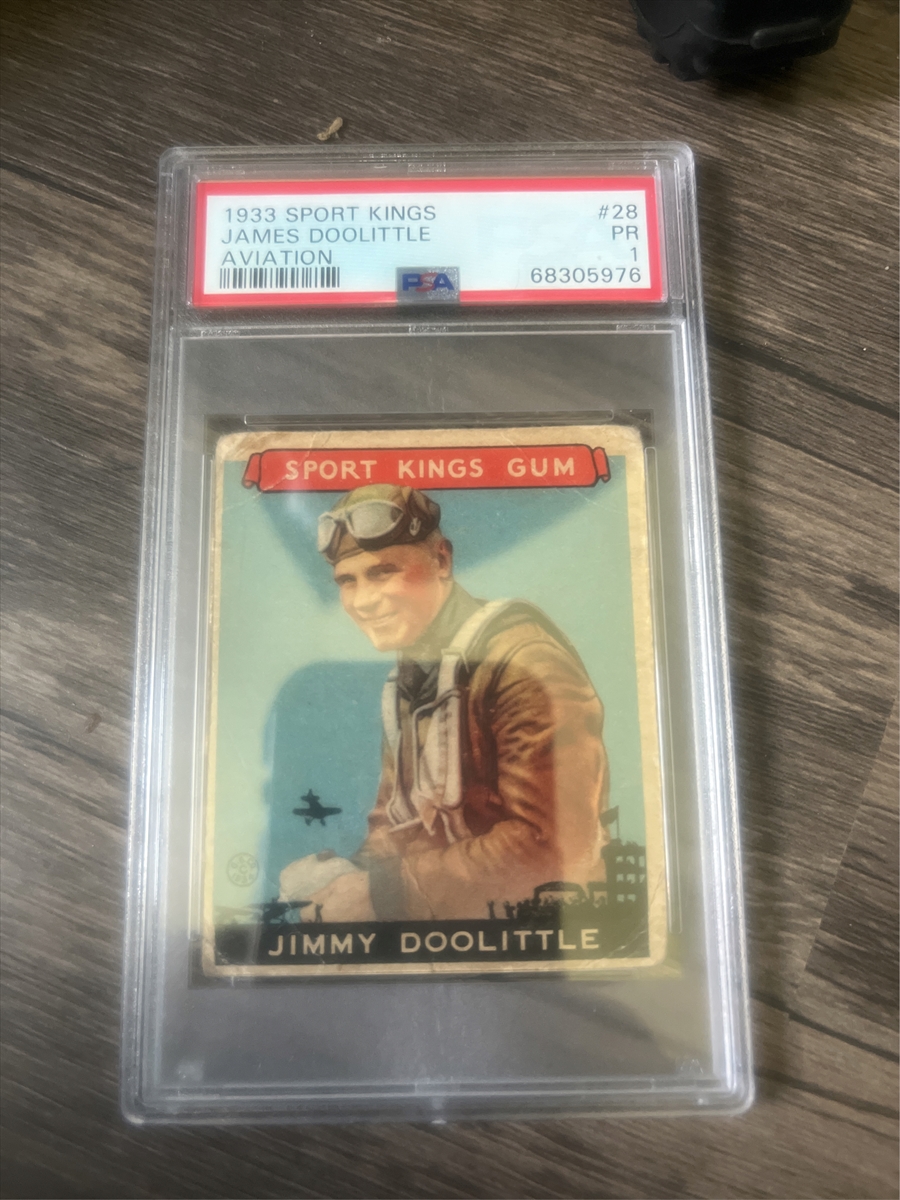 1933 SPORT KINGS #28
JAMES DOOLITTLE PR
AVIATION 1
PSA 68305976
SPORT KINGS GUM
JIMMY DOOLITTLE